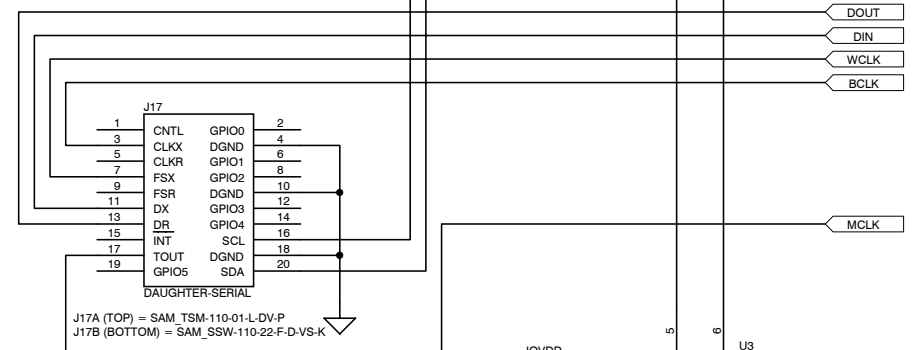 DOUT
DIN
WCLK
BCLK
J17
1 CNTL GPIO0 2
3 CLKX DGND 4
5 CLKR GPIO1 6
7 FSX GPIO2 8
9 FSR DGND 10
11 DX GPIO3 12
13 DR GPIO4 14
15 INT SCL 16
17 TOUT DGND 18
19 GPIO5 SDA 20
MCLK
DAUGHTER-SERIAL
J17A (TOP) = SAM_TSM-110-01-L-DV-P
J17B (BOTTOM) = SAM_SSW-110-22-F-D-VS-K
5
6
IOVDD
U3